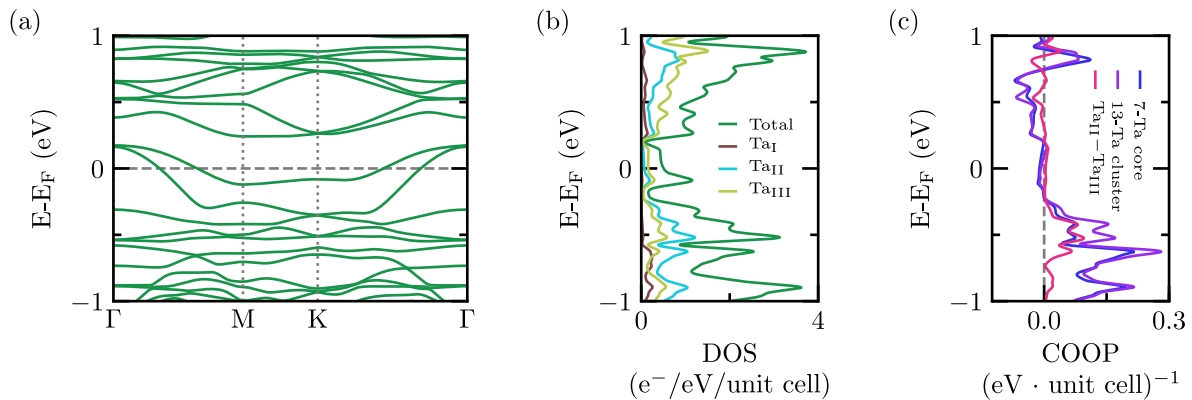 (a)
(b)
(c)
E-E_F (eV)
1
0
−1
Γ
M
K
Γ
E-E_F (eV)
1
0
−1
Total
Ta_I
Ta_II
Ta_III
0
4
DOS
(e⁻/eV/unit cell)
E-E_F (eV)
1
0
−1
7-Ta core
13-Ta cluster
Ta_II − Ta_III
0.0
0.3
COOP
(eV · unit cell)⁻¹